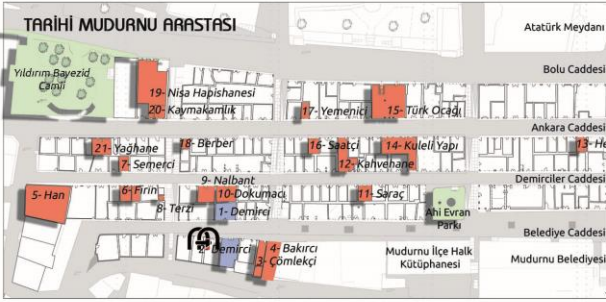 TARİHİ MUDURNU ARASTASI
Atatürk Meydanı
Yıldırım Bayezid
Camii
Bolu Caddesi
19- Nisa Hapishanesi
20- Kaymakamlık
17- Yemenici
15- Türk Ocağı
Ankara Caddesi
21- Yağhane
18- Berber
16- Saatçi
14- Kuleli Yapı
13- He
7- Semerci
12- Kahvehane
9- Nalbant
Demirciler Caddesi
5- Han
6- Fırın
10- Dokumacı
11- Saraç
8- Terzi
1- Demirci
Ahi Evran
Parkı
Belediye Caddesi
2- Demirci
4- Bakırcı
3- Çömlekçi
Mudurnu İlçe Halk
Kütüphanesi
Mudurnu Belediyesi